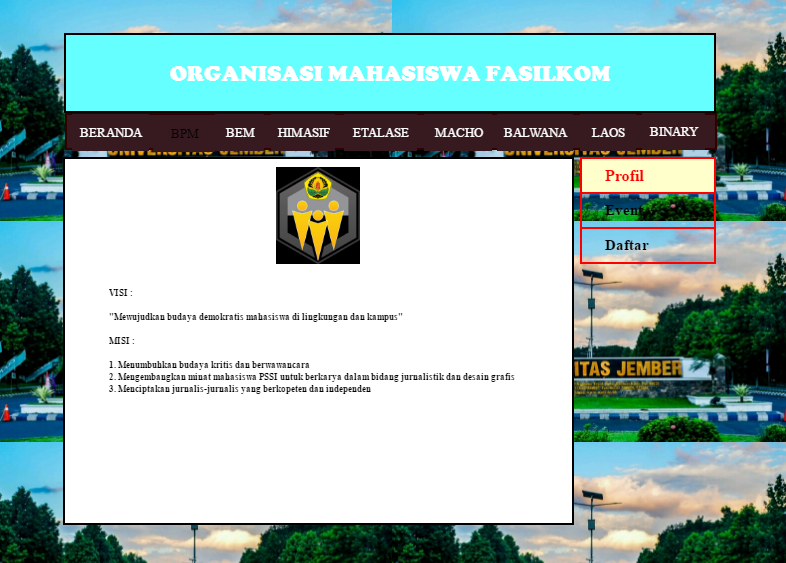 ORGANISASI MAHASISWA FASILKOM
BERANDA BPM BEM HIMASIF ETALASE MACHO BALWANA LAOS BINARY
UNIVERSITAS JEMBER
Profil
Event
Daftar
VISI :
"Mewujudkan budaya demokratis mahasiswa di lingkungan dan kampus"
MISI :
1. Menumbuhkan budaya kritis dan berwawancara
2. Mengembangkan minat mahasiswa PSSI untuk berkarya dalam bidang jurnalistik dan desain grafis
3. Menciptakan jurnalis-jurnalis yang berkopeten dan independen
ITAS JEMBER